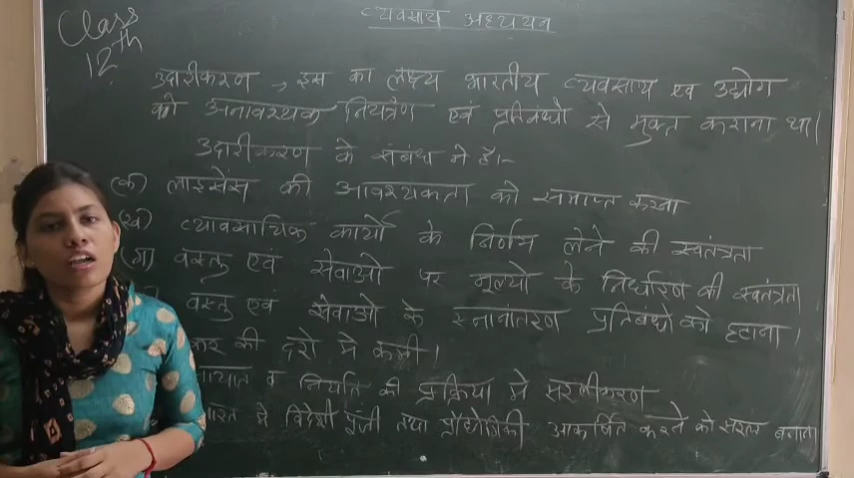 Class
12th
व्यवसाय अध्ययन
उदारीकरण → इस का लक्ष्य भारतीय व्यवसाय एवं उद्योग
को अनावश्यक नियंत्रण एवं प्रतिबंधो से मुक्त कराना था।
उदारीकरण के संबंध मे है।-
(क) लाइसेंस की आवश्यकता को समाप्त करना
(ख) व्यावसायिक कार्यो के निर्णय लेने की स्वतंत्रता
(ग) वस्तु एवं सेवाओ पर मूल्यो के निर्धारण की स्वतंत्रता
वस्तु एवं सेवाओ के स्नानांतरण प्रतिबंधो को हटाना।
कर की दरो मे कमी।
व निर्यात की प्रक्रिया मे सरलीकरण
मे विदेशी पूंजी तथा प्रौद्योगिकी आकर्षित करने को सरल बनाना